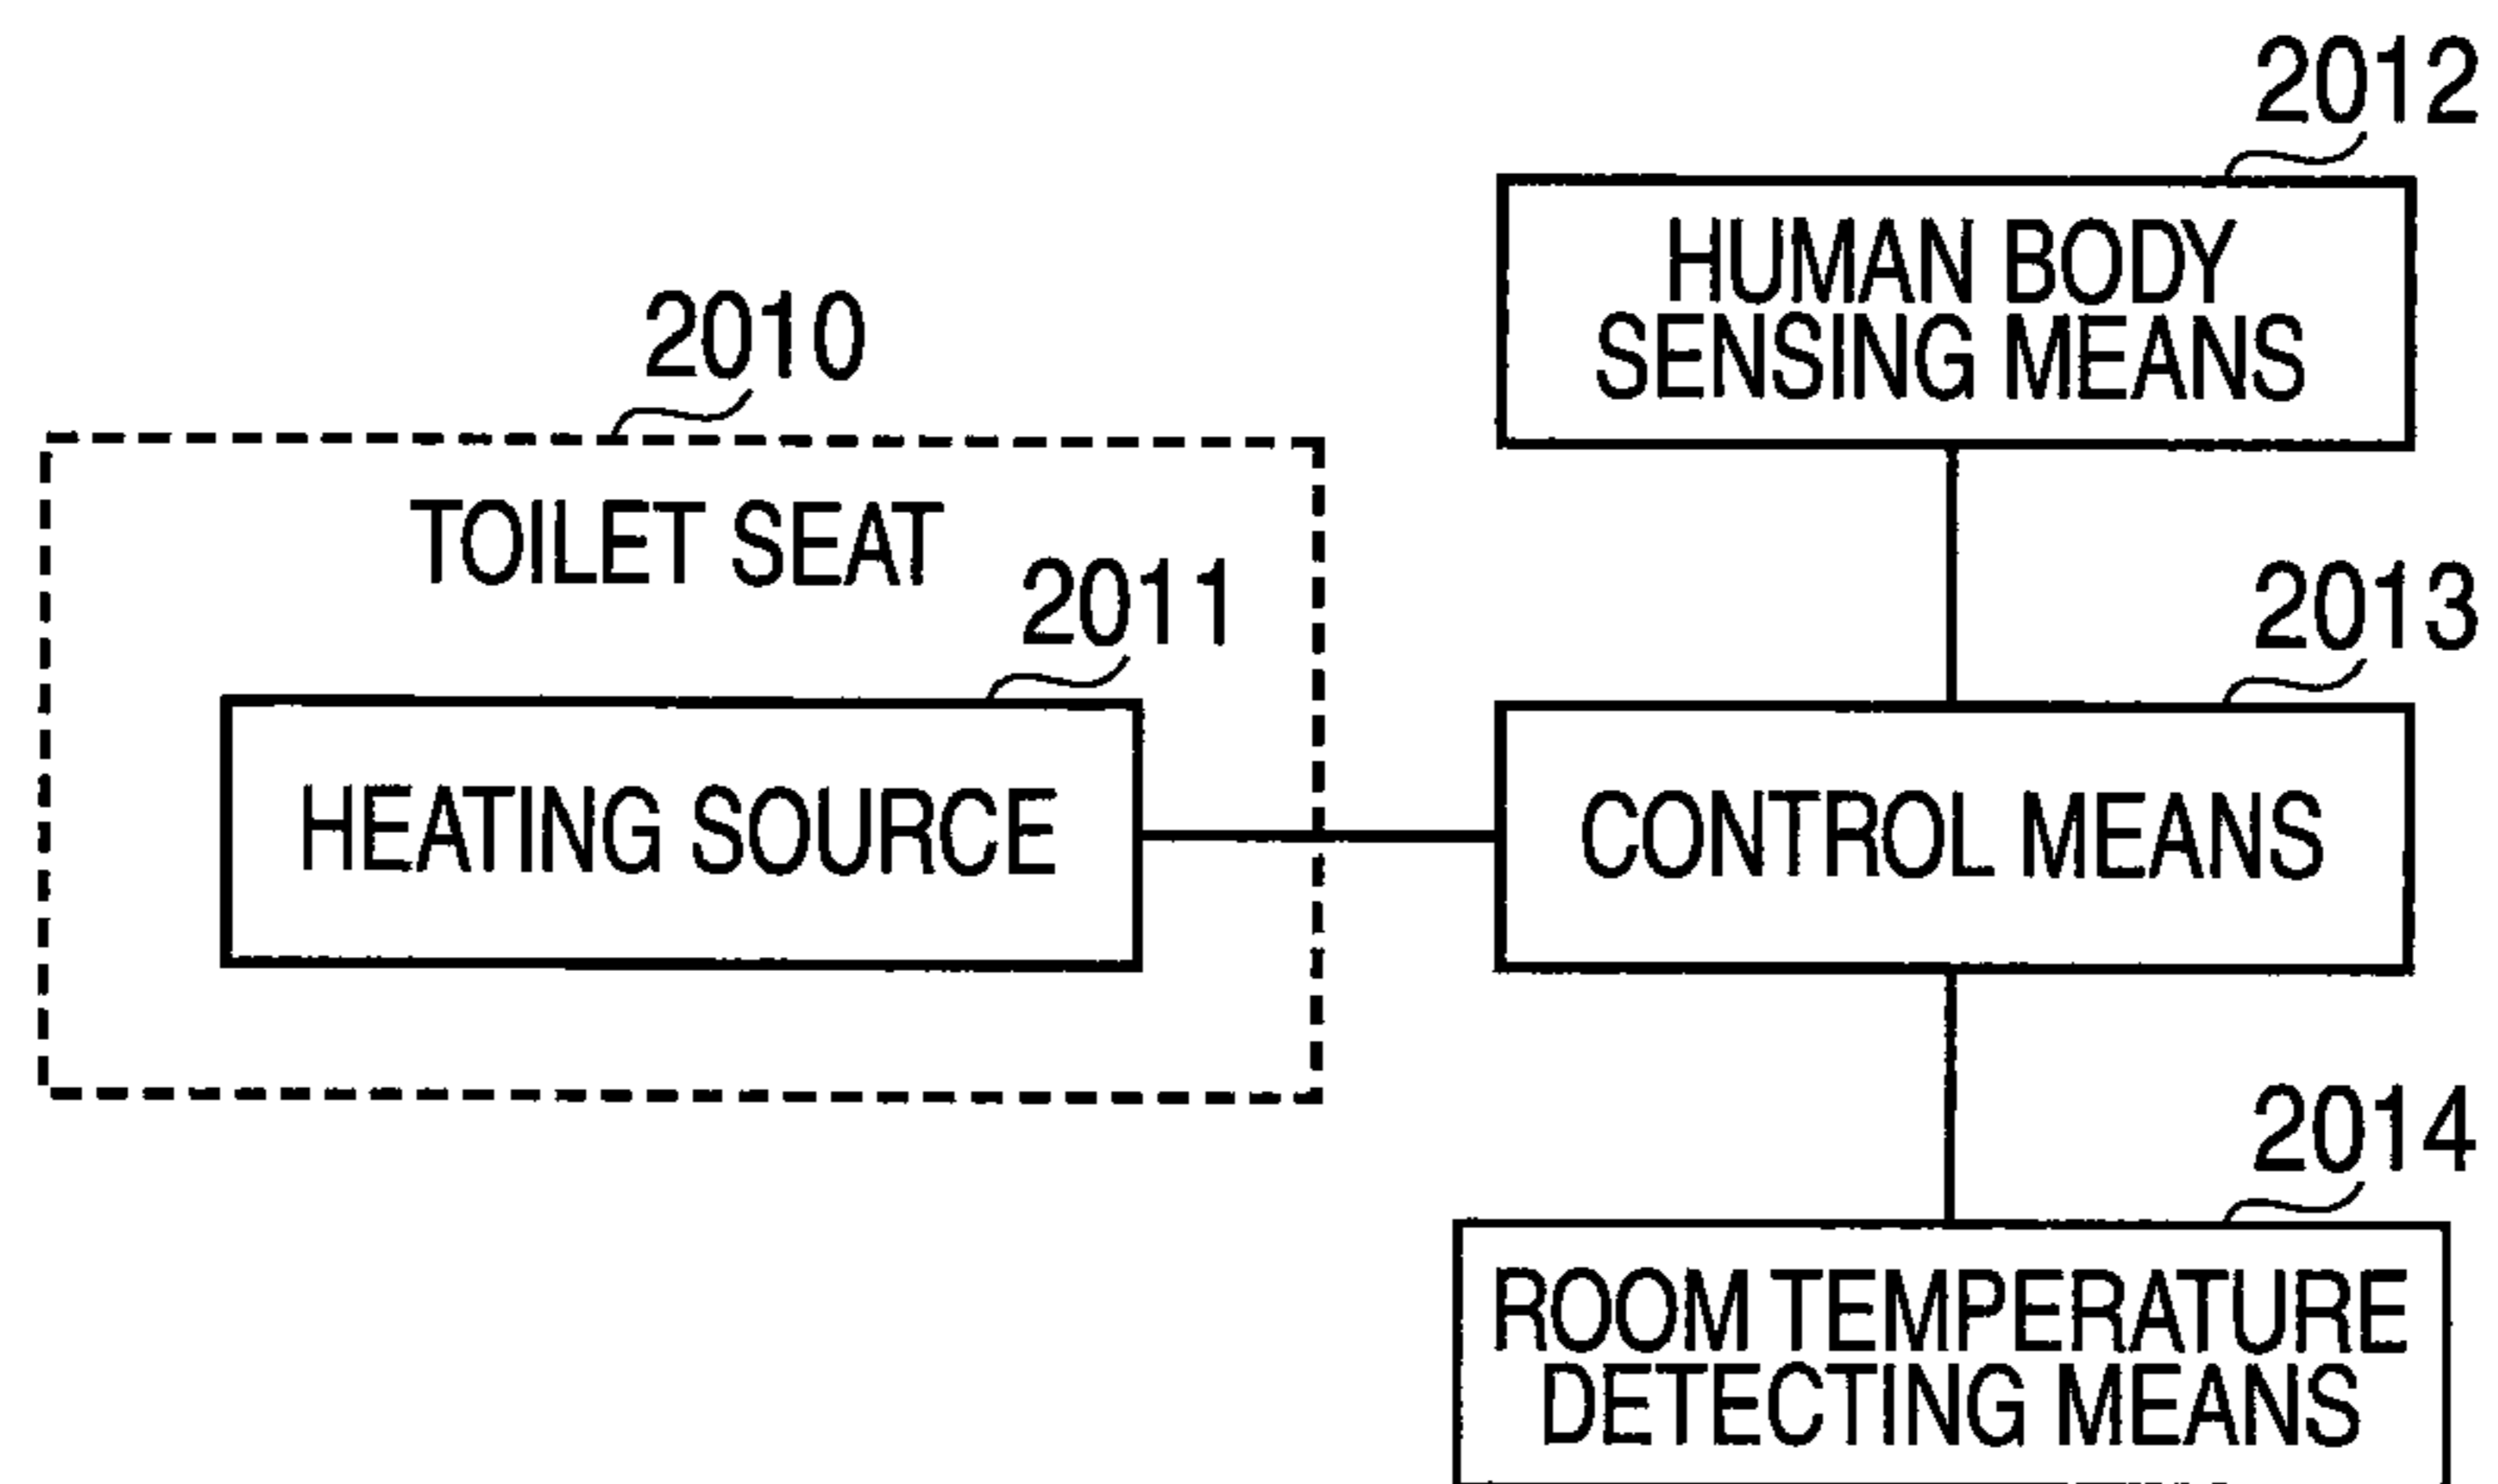 2012
HUMAN BODY
SENSING MEANS
2010
TOILET SEAT
2011
HEATING SOURCE
2013
CONTROL MEANS
2014
ROOM TEMPERATURE
DETECTING MEANS